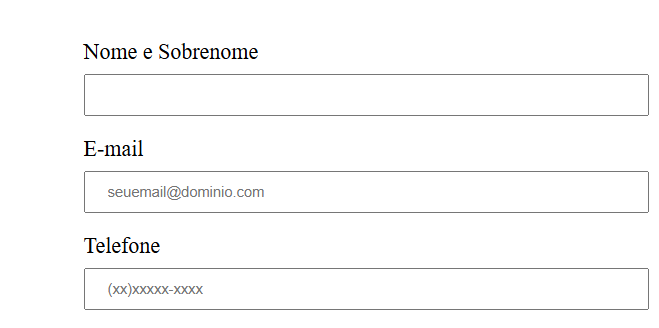 Nome e Sobrenome
E-mail
seuemail@dominio.com
Telefone
(xx)xxxxx-xxxx